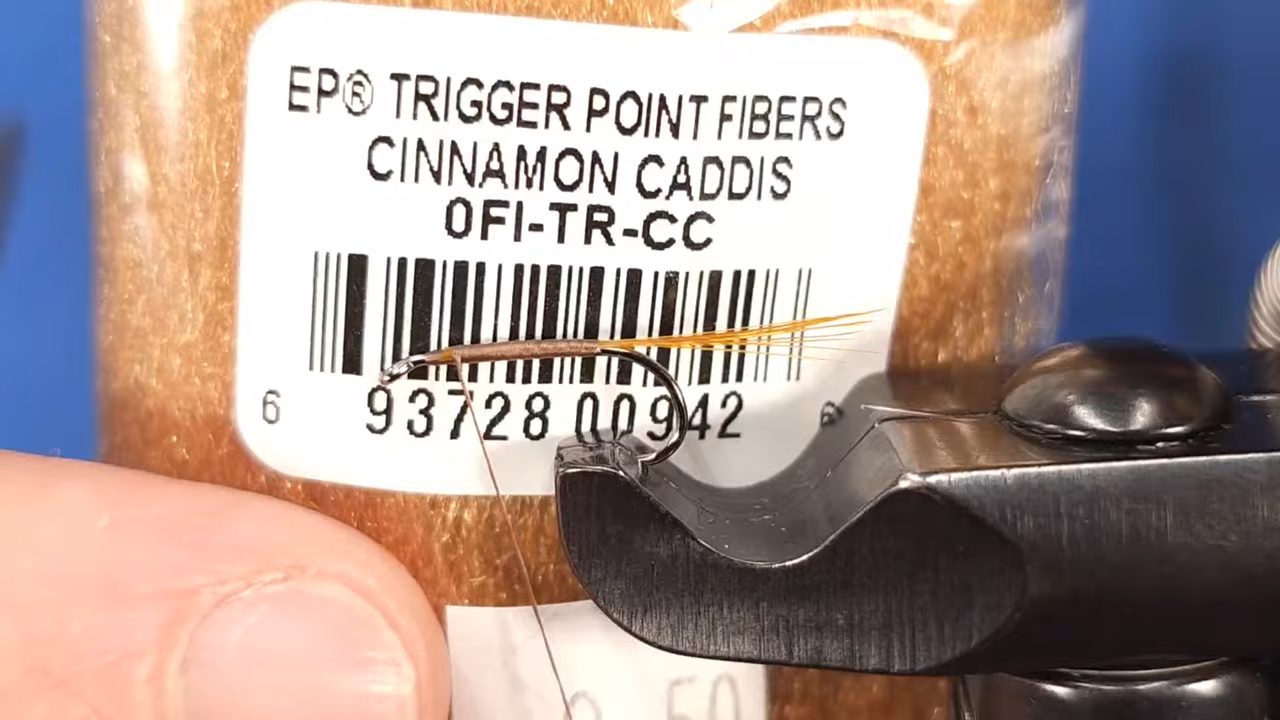 EP® TRIGGER POINT FIBERS
CINNAMON CADDIS
0FI-TR-CC
6 93728 00942 6